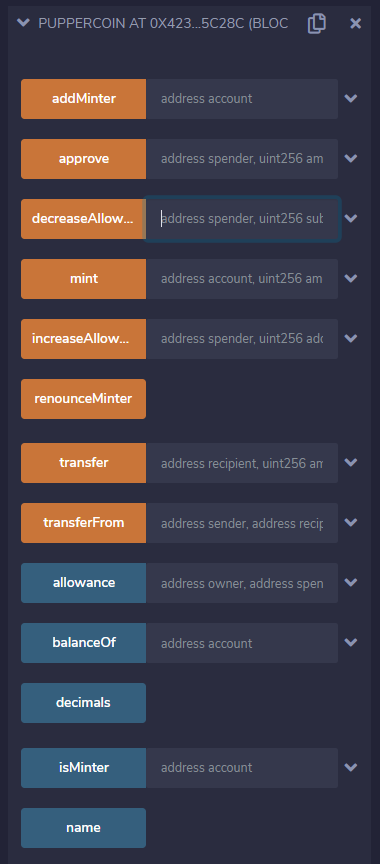 PUPPERCOIN AT 0X423...5C28C (BLOC
addMinter address account
approve address spender, uint256 am
decreaseAllow... address spender, uint256 sub
mint address account, uint256 am
increaseAllow... address spender, uint256 add
renounceMinter
transfer address recipient, uint256 am
transferFrom address sender, address recip
allowance address owner, address spen
balanceOf address account
decimals
isMinter address account
name